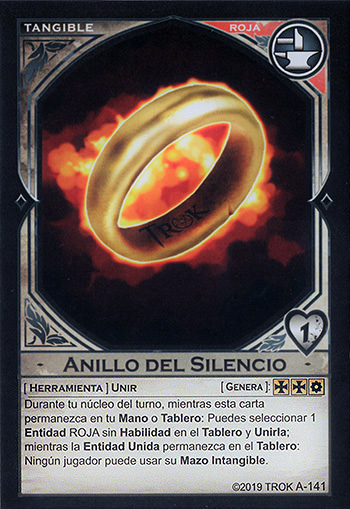 TANGIBLE
ROJA
TROK
1
ANILLO DEL SILENCIO
[ HERRAMIENTA ] UNIR [ GENERA ]:
Durante tu núcleo del turno, mientras esta carta
permanezca en tu Mano o Tablero: Puedes seleccionar 1
Entidad ROJA sin Habilidad en el Tablero y Unirla;
mientras la Entidad Unida permanezca en el Tablero:
Ningún jugador puede usar su Mazo Intangible.
©2019 TROK A-141